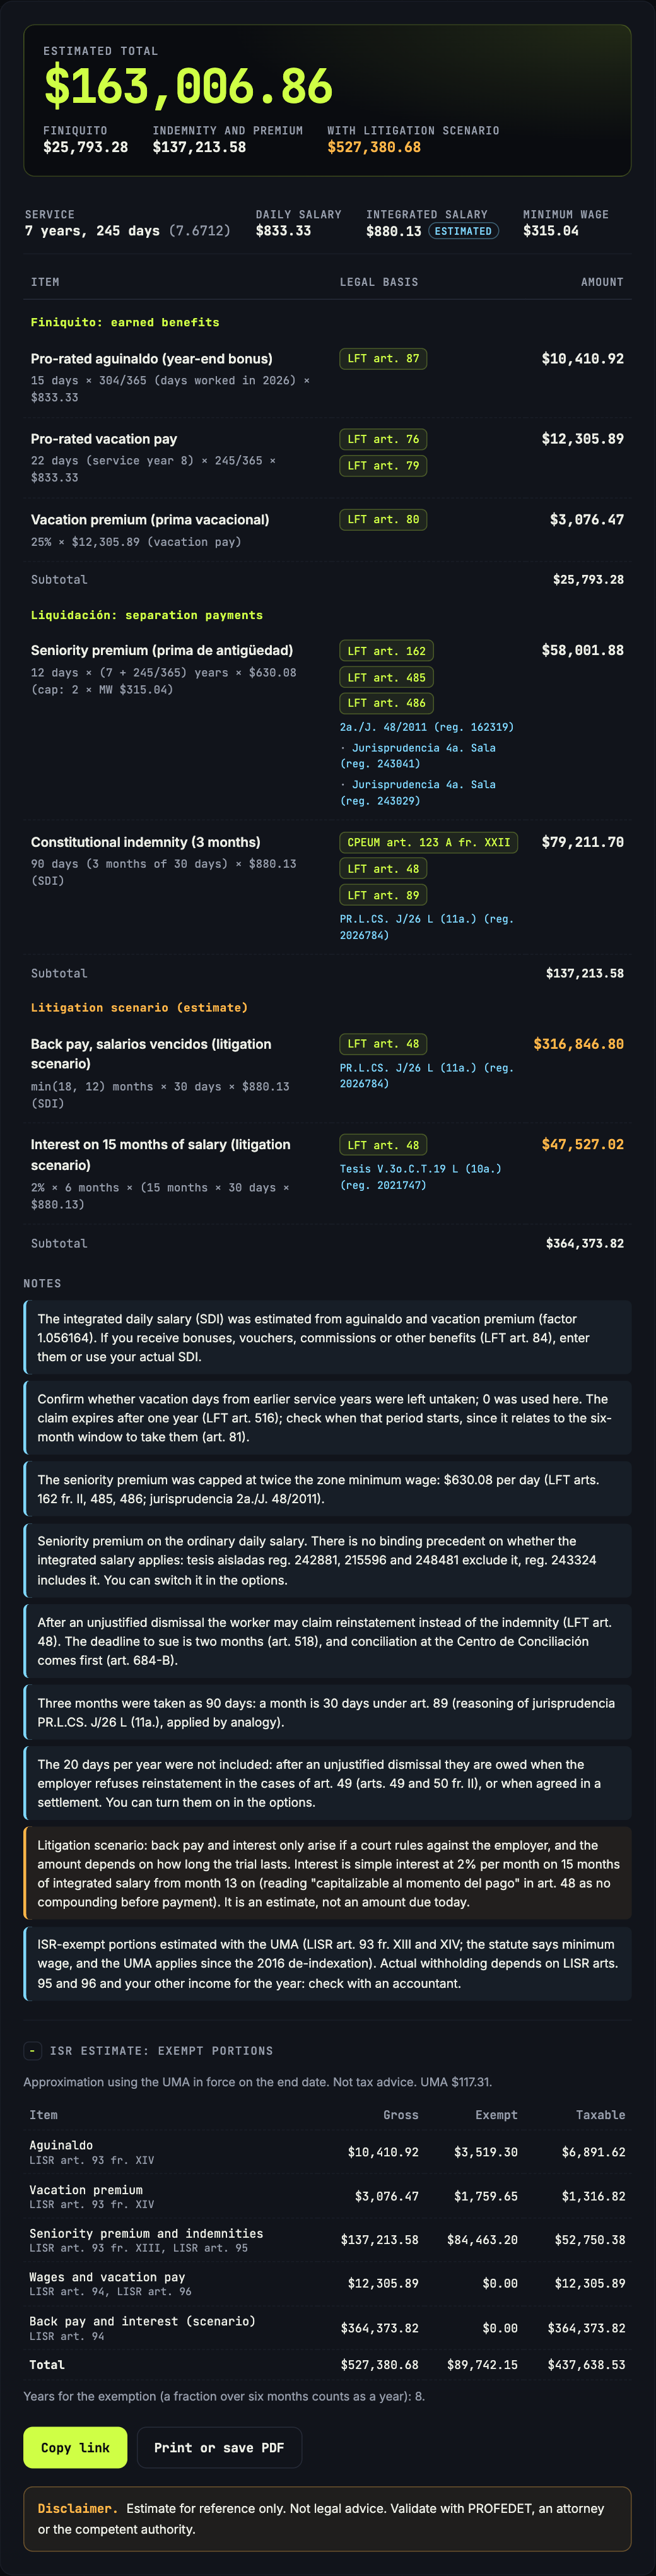 ESTIMATED TOTAL
$163,006.86
FINIQUITO INDEMNITY AND PREMIUM WITH LITIGATION SCENARIO
$25,793.28 $137,213.58 $527,380.68
SERVICE DAILY SALARY INTEGRATED SALARY MINIMUM WAGE
7 years, 245 days (7.6712) $833.33 $880.13 ESTIMATED $315.04
ITEM LEGAL BASIS AMOUNT
Finiquito: earned benefits
Pro-rated aguinaldo (year-end bonus) LFT art. 87 $10,410.92
15 days × 304/365 (days worked in 2026) ×
$833.33
Pro-rated vacation pay LFT art. 76 $12,305.89
22 days (service year 8) × 245/365 × LFT art. 79
$833.33
Vacation premium (prima vacacional) LFT art. 80 $3,076.47
25% × $12,305.89 (vacation pay)
Subtotal $25,793.28
Liquidación: separation payments
Seniority premium (prima de antigüedad) LFT art. 162 $58,001.88
12 days × (7 + 245/365) years × $630.08 LFT art. 485
(cap: 2 × MW $315.04) LFT art. 486
2a./J. 48/2011 (reg. 162319)
· Jurisprudencia 4a. Sala
(reg. 243041)
· Jurisprudencia 4a. Sala
(reg. 243029)
Constitutional indemnity (3 months) CPEUM art. 123 A fr. XXII $79,211.70
90 days (3 months of 30 days) × $880.13 LFT art. 48
(SDI) LFT art. 89
PR.L.CS. J/26 L (11a.) (reg.
2026784)
Subtotal $137,213.58
Litigation scenario (estimate)
Back pay, salarios vencidos (litigation LFT art. 48 $316,846.80
scenario) PR.L.CS. J/26 L (11a.) (reg.
min(18, 12) months × 30 days × $880.13 2026784)
(SDI)
Interest on 15 months of salary (litigation LFT art. 48 $47,527.02
scenario) Tesis V.3o.C.T.19 L (10a.)
2% × 6 months × (15 months × 30 days × (reg. 2021747)
$880.13)
Subtotal $364,373.82
NOTES
The integrated daily salary (SDI) was estimated from aguinaldo and vacation premium (factor
1.056164). If you receive bonuses, vouchers, commissions or other benefits (LFT art. 84), enter
them or use your actual SDI.
Confirm whether vacation days from earlier service years were left untaken; 0 was used here. The
claim expires after one year (LFT art. 516); check when that period starts, since it relates to the six-
month window to take them (art. 81).
The seniority premium was capped at twice the zone minimum wage: $630.08 per day (LFT arts.
162 fr. II, 485, 486; jurisprudencia 2a./J. 48/2011).
Seniority premium on the ordinary daily salary. There is no binding precedent on whether the
integrated salary applies: tesis aisladas reg. 242881, 215596 and 248481 exclude it, reg. 243324
includes it. You can switch it in the options.
After an unjustified dismissal the worker may claim reinstatement instead of the indemnity (LFT art.
48). The deadline to sue is two months (art. 518), and conciliation at the Centro de Conciliación
comes first (art. 684-B).
Three months were taken as 90 days: a month is 30 days under art. 89 (reasoning of jurisprudencia
PR.L.CS. J/26 L (11a.), applied by analogy).
The 20 days per year were not included: after an unjustified dismissal they are owed when the
employer refuses reinstatement in the cases of art. 49 (arts. 49 and 50 fr. II), or when agreed in a
settlement. You can turn them on in the options.
Litigation scenario: back pay and interest only arise if a court rules against the employer, and the
amount depends on how long the trial lasts. Interest is simple interest at 2% per month on 15 months
of integrated salary from month 13 on (reading "capitalizable al momento del pago" in art. 48 as no
compounding before payment). It is an estimate, not an amount due today.
ISR-exempt portions estimated with the UMA (LISR art. 93 fr. XIII and XIV; the statute says minimum
wage, and the UMA applies since the 2016 de-indexation). Actual withholding depends on LISR arts.
95 and 96 and your other income for the year: check with an accountant.
- ISR ESTIMATE: EXEMPT PORTIONS
Approximation using the UMA in force on the end date. Not tax advice. UMA $117.31.
Item Gross Exempt Taxable
Aguinaldo $10,410.92 $3,519.30 $6,891.62
LISR art. 93 fr. XIV
Vacation premium $3,076.47 $1,759.65 $1,316.82
LISR art. 93 fr. XIV
Seniority premium and indemnities $137,213.58 $84,463.20 $52,750.38
LISR art. 93 fr. XIII, LISR art. 95
Wages and vacation pay $12,305.89 $0.00 $12,305.89
LISR art. 94, LISR art. 96
Back pay and interest (scenario) $364,373.82 $0.00 $364,373.82
LISR art. 94
Total $527,380.68 $89,742.15 $437,638.53
Years for the exemption (a fraction over six months counts as a year): 8.
Copy link Print or save PDF
Disclaimer. Estimate for reference only. Not legal advice. Validate with PROFEDET, an attorney
or the competent authority.